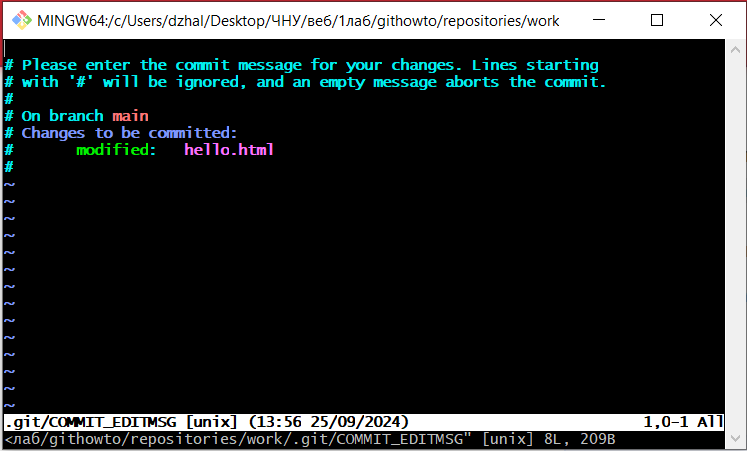 MINGW64:/c/Users/dzhal/Desktop/ЧНУ/веб/1лаб/githowto/repositories/work
# Please enter the commit message for your changes. Lines starting
# with '#' will be ignored, and an empty message aborts the commit.
#
# On branch main
# Changes to be committed:
#       modified:   hello.html
#
~
~
~
~
~
~
~
~
~
~
~
~
~
~
.git/COMMIT_EDITMSG [unix] (13:56 25/09/2024) 1,0-1 All
<лаб/githowto/repositories/work/.git/COMMIT_EDITMSG" [unix] 8L, 209B